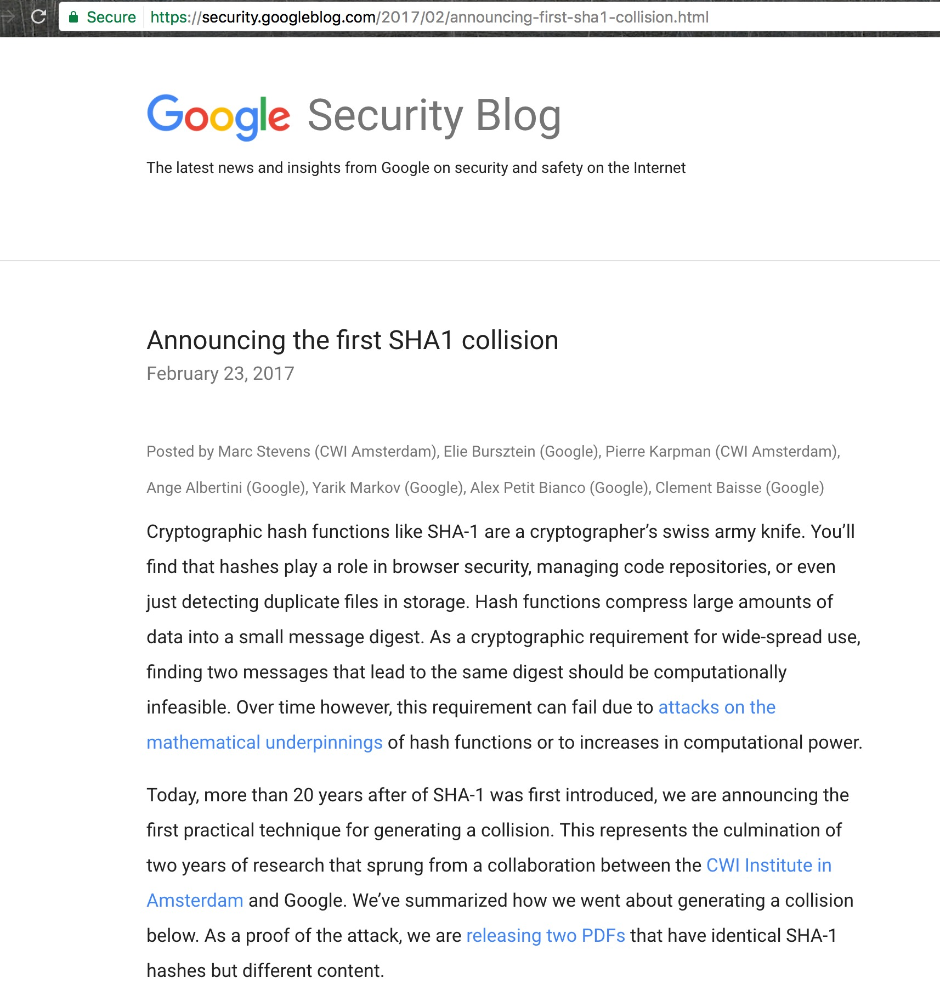 Secure https://security.googleblog.com/2017/02/announcing-first-sha1-collision.html
Google Security Blog
The latest news and insights from Google on security and safety on the Internet
Announcing the first SHA1 collision
February 23, 2017
Posted by Marc Stevens (CWI Amsterdam), Elie Bursztein (Google), Pierre Karpman (CWI Amsterdam),
Ange Albertini (Google), Yarik Markov (Google), Alex Petit Bianco (Google), Clement Baisse (Google)
Cryptographic hash functions like SHA-1 are a cryptographer’s swiss army knife. You’ll
find that hashes play a role in browser security, managing code repositories, or even
just detecting duplicate files in storage. Hash functions compress large amounts of
data into a small message digest. As a cryptographic requirement for wide-spread use,
finding two messages that lead to the same digest should be computationally
infeasible. Over time however, this requirement can fail due to attacks on the
mathematical underpinnings of hash functions or to increases in computational power.
Today, more than 20 years after of SHA-1 was first introduced, we are announcing the
first practical technique for generating a collision. This represents the culmination of
two years of research that sprung from a collaboration between the CWI Institute in
Amsterdam and Google. We’ve summarized how we went about generating a collision
below. As a proof of the attack, we are releasing two PDFs that have identical SHA-1
hashes but different content.